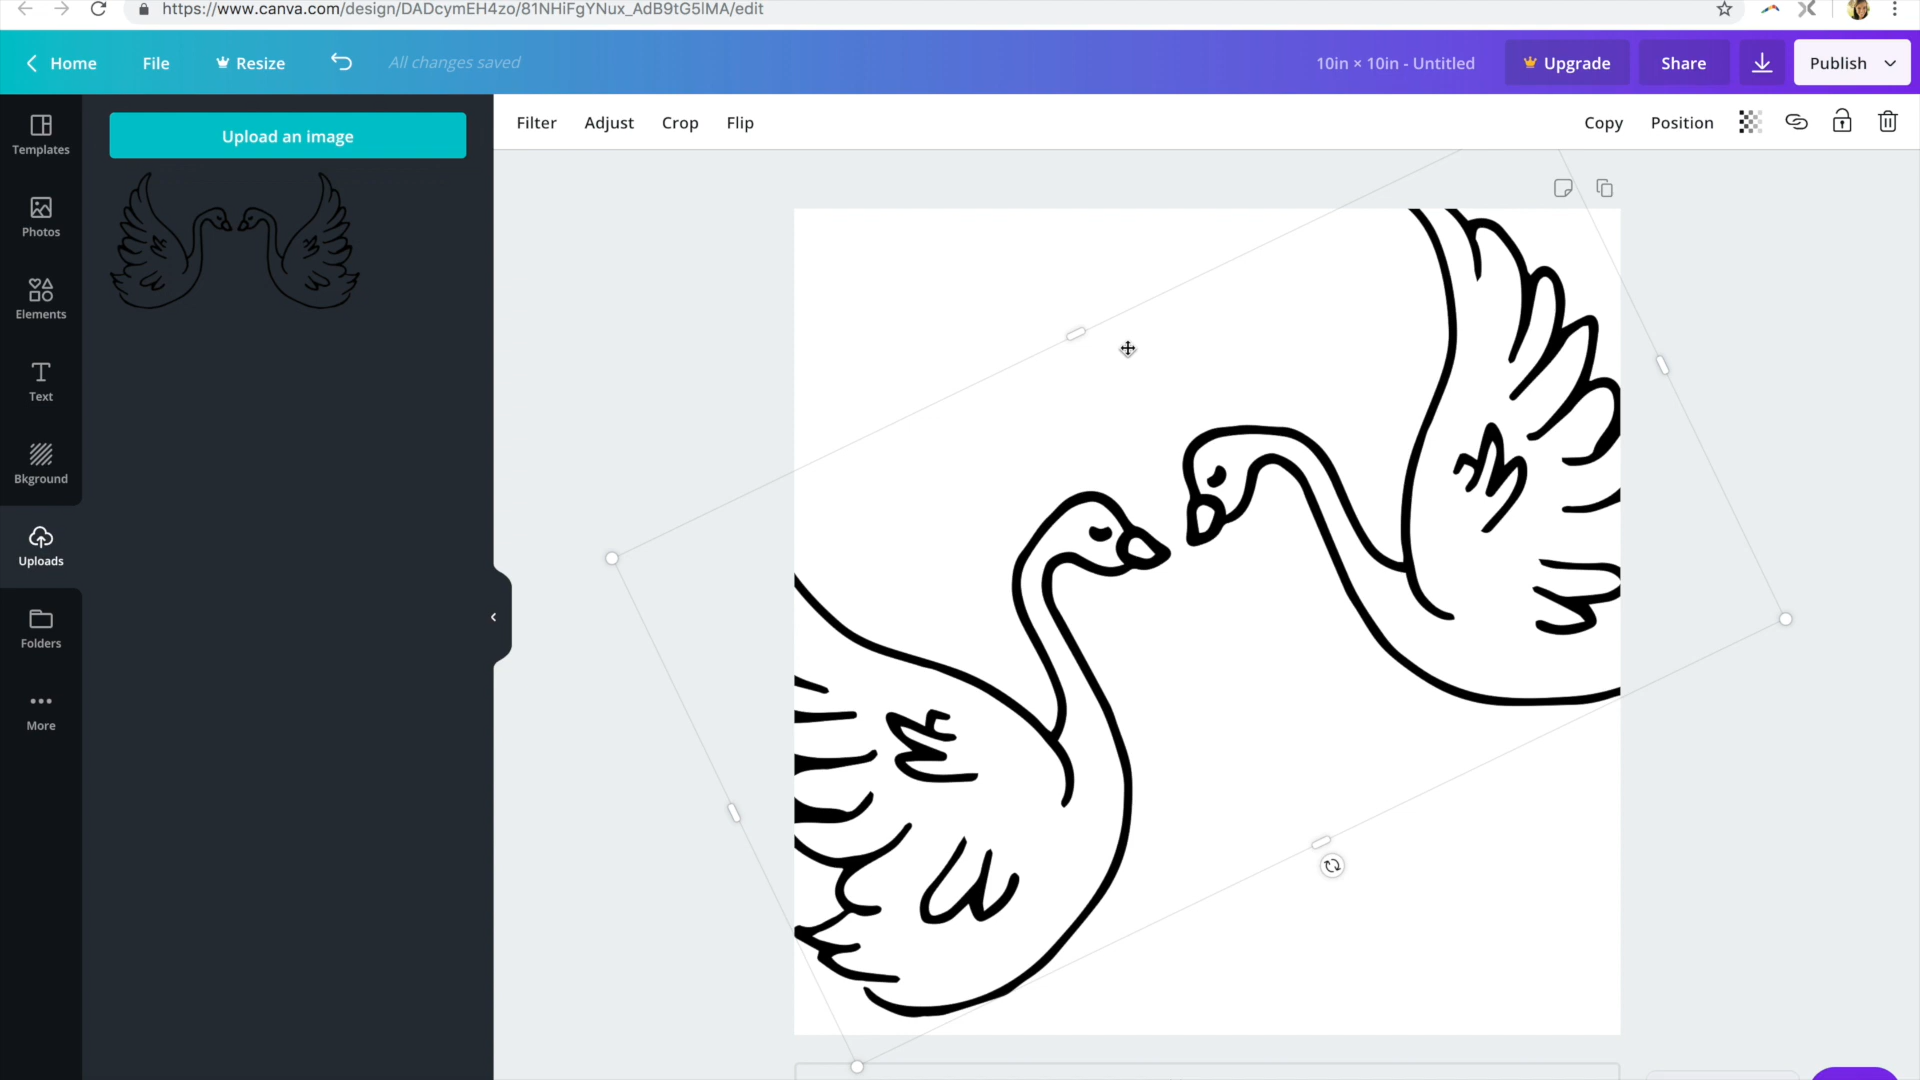 https://www.canva.com/design/DADcymEH4zo/81NHiFgYNux_AdB9tG5lMA/edit
Home File Resize All changes saved 10in × 10in - Untitled Upgrade Share Publish
Filter Adjust Crop Flip Copy Position
Upload an image
Templates
Photos
Elements
Text
Bkground
Uploads
Folders
More